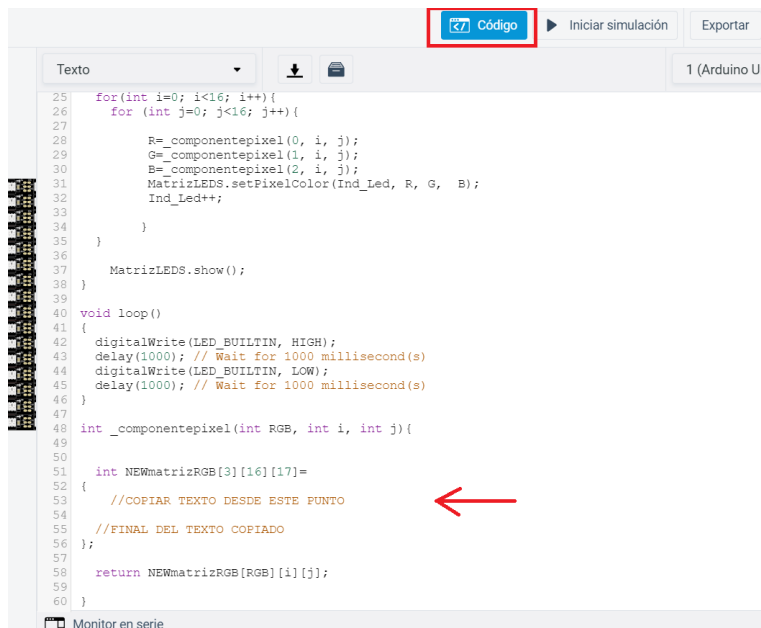 Código Iniciar simulación Exportar
Texto 1 (Arduino U
25 for(int i=0; i<16; i++){
26 for (int j=0; j<16; j++){
27
28 R=_componentepixel(0, i, j);
29 G=_componentepixel(1, i, j);
30 B=_componentepixel(2, i, j);
31 MatrizLEDS.setPixelColor(Ind_Led, R, G,  B);
32 Ind_Led++;
33
34 }
35 }
36
37 MatrizLEDS.show();
38 }
39
40 void loop()
41 {
42 digitalWrite(LED_BUILTIN, HIGH);
43 delay(1000); // Wait for 1000 millisecond(s)
44 digitalWrite(LED_BUILTIN, LOW);
45 delay(1000); // Wait for 1000 millisecond(s)
46 }
47
48 int _componentepixel(int RGB, int i, int j){
49
50
51 int NEWmatrizRGB[3][16][17]=
52 {
53 //COPIAR TEXTO DESDE ESTE PUNTO
54
55 //FINAL DEL TEXTO COPIADO
56 };
57
58 return NEWmatrizRGB[RGB][i][j];
59
60 }
Monitor en serie